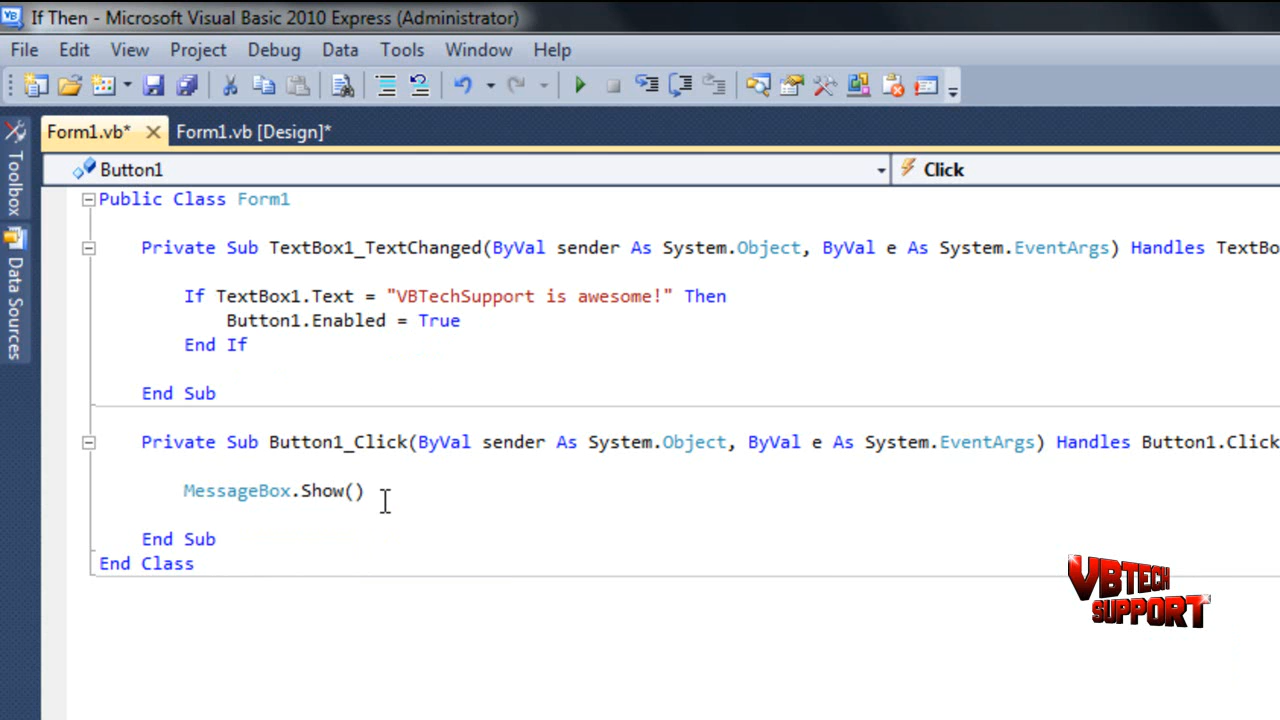 If Then - Microsoft Visual Basic 2010 Express (Administrator)
File Edit View Project Debug Data Tools Window Help
Form1.vb* Form1.vb [Design]*
Toolbox
Data Sources
Button1 Click
Public Class Form1
Private Sub TextBox1_TextChanged(ByVal sender As System.Object, ByVal e As System.EventArgs) Handles TextBo
If TextBox1.Text = "VBTechSupport is awesome!" Then
Button1.Enabled = True
End If
End Sub
Private Sub Button1_Click(ByVal sender As System.Object, ByVal e As System.EventArgs) Handles Button1.Click
MessageBox.Show()
End Sub
End Class
VBTECH
SUPPORT